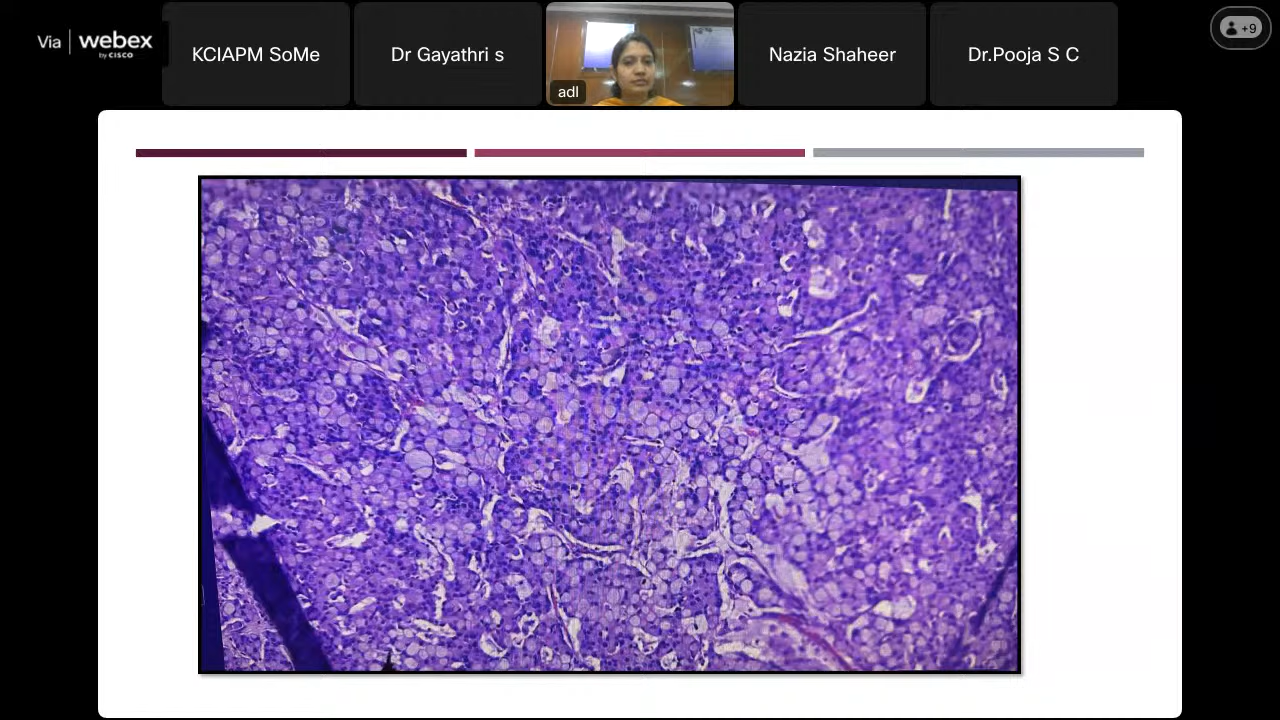 Via webex
by CISCO
KCIAPM SoMe
Dr Gayathri s
adl
Nazia Shaheer
Dr.Pooja S C
+9